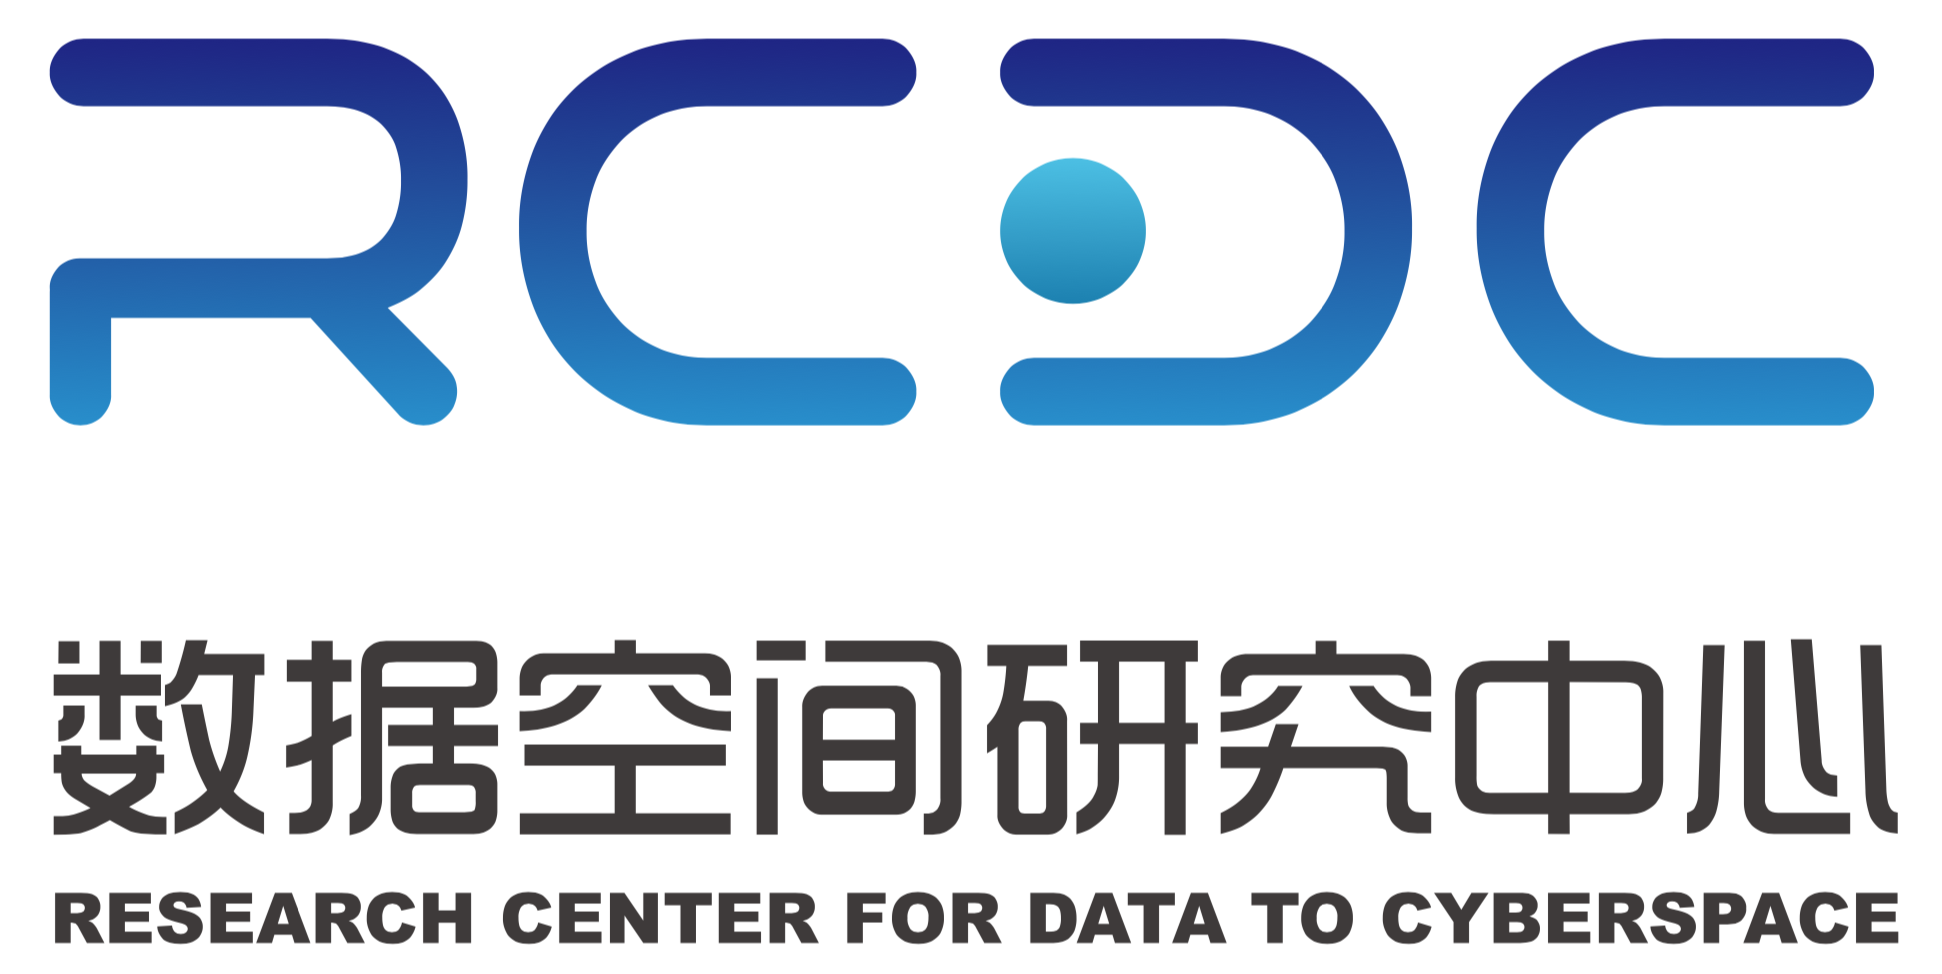 RCDC
数据空间研究中心
RESEARCH CENTER FOR DATA TO CYBERSPACE